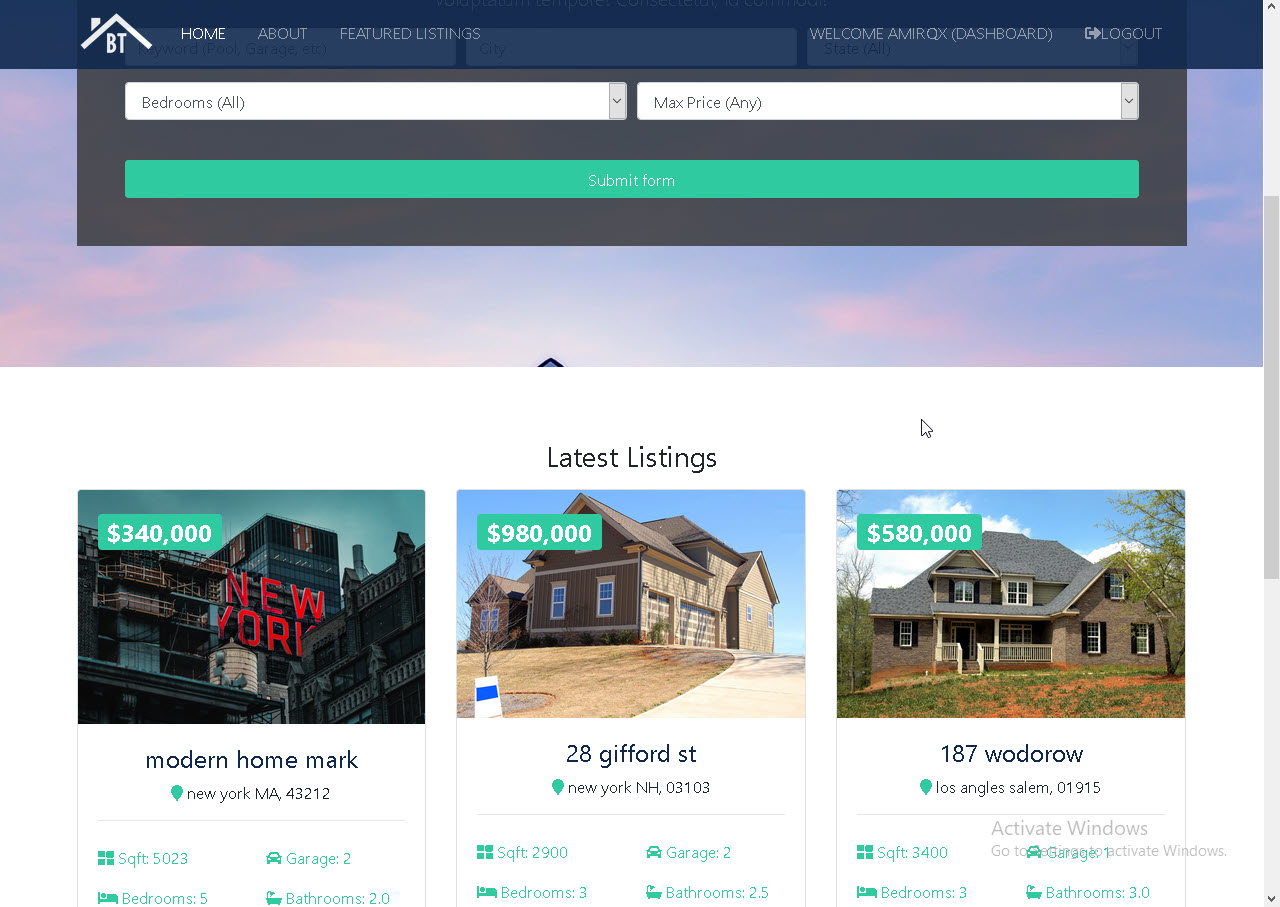 voluptatum tempore! Consectetur, id commodi!
BT
HOME
ABOUT
FEATURED LISTINGS
WELCOME AMIRQX (DASHBOARD)
LOGOUT
Keyword (Pool, Garage, etc)
City
State (All)
Bedrooms (All)
Max Price (Any)
Submit form
Latest Listings
$340,000
NEW
YORK
modern home mark
new york MA, 43212
Sqft: 5023
Garage: 2
Bedrooms: 5
Bathrooms: 2.0
$980,000
28 gifford st
new york NH, 03103
Sqft: 2900
Garage: 2
Bedrooms: 3
Bathrooms: 2.5
$580,000
187 wodorow
los angles salem, 01915
Sqft: 3400
Garage: 1
Bedrooms: 3
Bathrooms: 3.0
Activate Windows
Go to Settings to activate Windows.